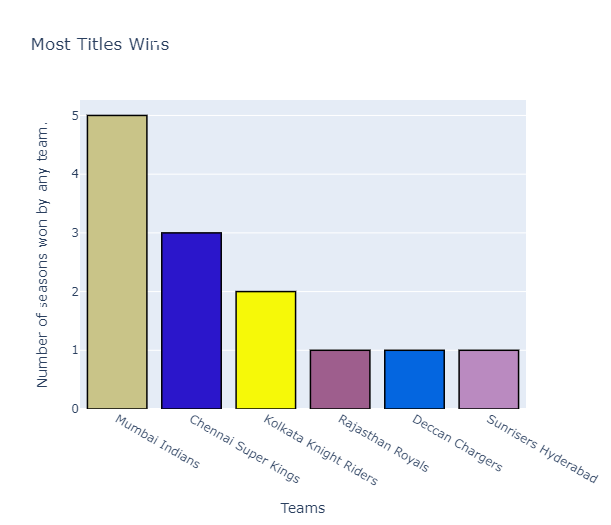 Most Titles Wins
Number of seasons won by any team.
5
4
3
2
1
0
Mumbai Indians
Chennai Super Kings
Kolkata Knight Riders
Rajasthan Royals
Deccan Chargers
Sunrisers Hyderabad
Teams